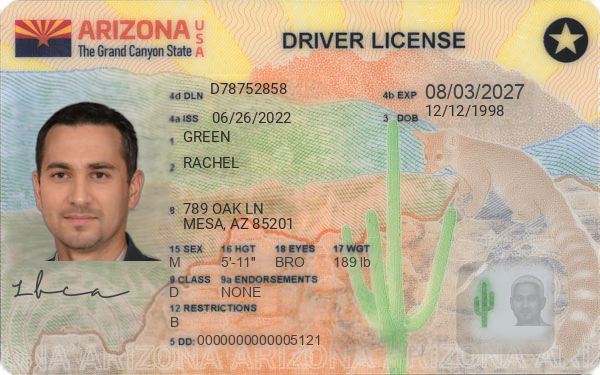 ARIZONA USA
The Grand Canyon State
DRIVER LICENSE
4d DLN D78752858
4b EXP 08/03/2027
4a ISS 06/26/2022
3 DOB 12/12/1998
1 GREEN
2 RACHEL
8 789 OAK LN
MESA, AZ 85201
15 SEX 16 HGT 18 EYES 17 WGT
M 5'-11" BRO 189 lb
9 CLASS 9a ENDORSEMENTS
D NONE
12 RESTRICTIONS
B
5 DD: 0000000000005121
ARIZONA ARIZONA ARIZONA ARIZONA